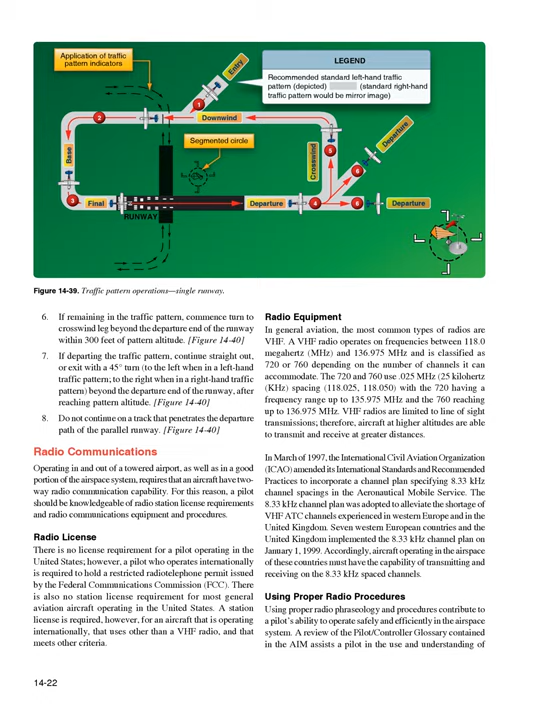 Application of traffic
pattern indicators
Entry
LEGEND
Recommended standard left-hand traffic
pattern (depicted) (standard right-hand
traffic pattern would be mirror image)
1
2
Downwind
Departure
Segmented circle
Base
Crosswind
5
6
3
Final
Departure
4
6
Departure
RUNWAY
Figure 14-39. Traffic pattern operations—single runway.
6. If remaining in the traffic pattern, commence turn to
crosswind leg beyond the departure end of the runway
within 300 feet of pattern altitude. [Figure 14-40]
7. If departing the traffic pattern, continue straight out,
or exit with a 45° turn (to the left when in a left-hand
traffic pattern; to the right when in a right-hand traffic
pattern) beyond the departure end of the runway, after
reaching pattern altitude. [Figure 14-40]
8. Do not continue on a track that penetrates the departure
path of the parallel runway. [Figure 14-40]
Radio Communications
Operating in and out of a towered airport, as well as in a good
portion of the airspace system, requires that an aircraft have two-
way radio communication capability. For this reason, a pilot
should be knowledgeable of radio station license requirements
and radio communications equipment and procedures.
Radio License
There is no license requirement for a pilot operating in the
United States; however, a pilot who operates internationally
is required to hold a restricted radiotelephone permit issued
by the Federal Communications Commission (FCC). There
is also no station license requirement for most general
aviation aircraft operating in the United States. A station
license is required, however, for an aircraft that is operating
internationally, that uses other than a VHF radio, and that
meets other criteria.
Radio Equipment
In general aviation, the most common types of radios are
VHF. A VHF radio operates on frequencies between 118.0
megahertz (MHz) and 136.975 MHz and is classified as
720 or 760 depending on the number of channels it can
accommodate. The 720 and 760 use .025 MHz (25 kilohertz
(KHz) spacing (118.025, 118.050) with the 720 having a
frequency range up to 135.975 MHz and the 760 reaching
up to 136.975 MHz. VHF radios are limited to line of sight
transmissions; therefore, aircraft at higher altitudes are able
to transmit and receive at greater distances.
In March of 1997, the International Civil Aviation Organization
(ICAO) amended its International Standards and Recommended
Practices to incorporate a channel plan specifying 8.33 kHz
channel spacings in the Aeronautical Mobile Service. The
8.33 kHz channel plan was adopted to alleviate the shortage of
VHF ATC channels experienced in western Europe and in the
United Kingdom. Seven western European countries and the
United Kingdom implemented the 8.33 kHz channel plan on
January 1, 1999. Accordingly, aircraft operating in the airspace
of these countries must have the capability of transmitting and
receiving on the 8.33 kHz spaced channels.
Using Proper Radio Procedures
Using proper radio phraseology and procedures contribute to
a pilot's ability to operate safely and efficiently in the airspace
system. A review of the Pilot/Controller Glossary contained
in the AIM assists a pilot in the use and understanding of
14-22